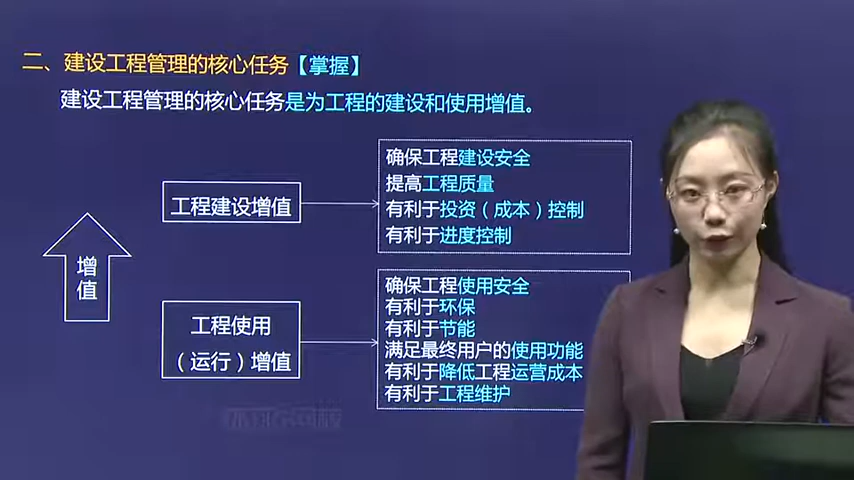 二、建设工程管理的核心任务【掌握】
建设工程管理的核心任务是为工程的建设和使用增值。
增值
工程建设增值
确保工程建设安全
提高工程质量
有利于投资（成本）控制
有利于进度控制
工程使用
（运行）增值
确保工程使用安全
有利于环保
有利于节能
满足最终用户的使用功能
有利于降低工程运营成本
有利于工程维护